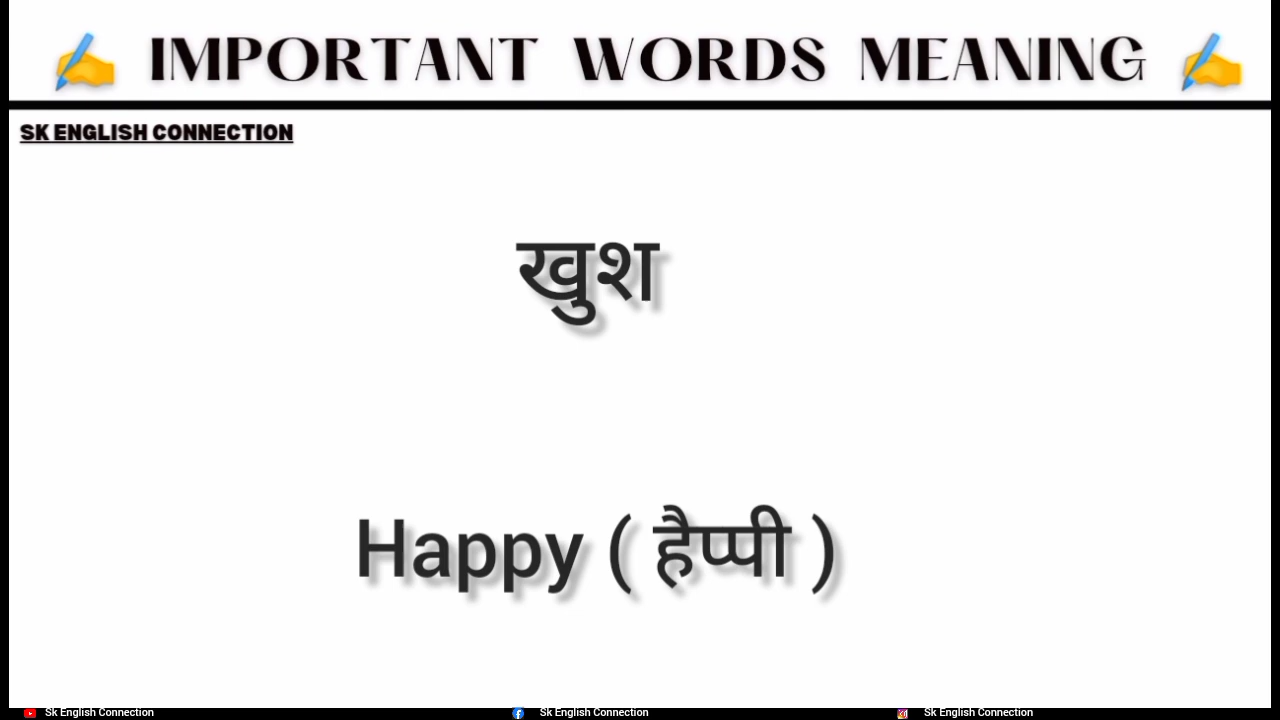 ✍️ IMPORTANT WORDS MEANING ✍️
SK ENGLISH CONNECTION
खुश
Happy ( हैप्पी )
Sk English Connection Sk English Connection Sk English Connection